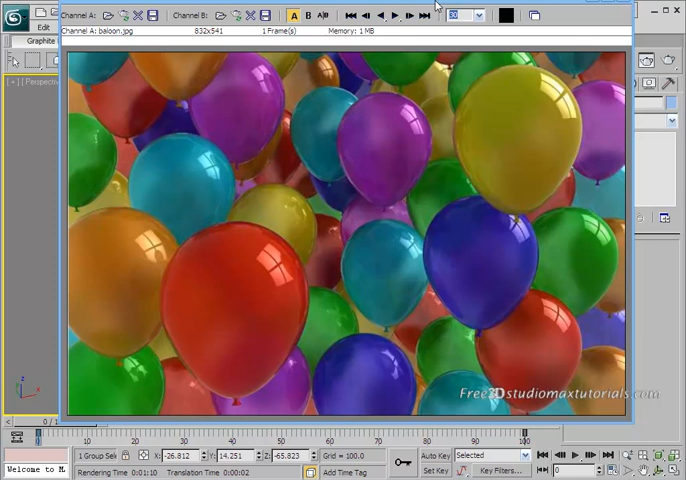 Channel A:
Channel B:
A
B
A|B
30
Channel A: baloon.jpg
832x541
1 Frame(s)
Memory: 1 MB
Edit
Graphite
[ + ] [ Perspectiv
Free3Dstudiomaxtutorials.com
z
x
0 / 1
0
10
20
30
40
50
60
70
80
90
100
1 Group Sele
X: -26.812
Y: 14.251
Z: -65.823
Grid = 100.0
Auto Key
Selected
Welcome to M
Rendering Time 0:01:10
Translation Time 0:00:02
Add Time Tag
Set Key
Key Filters...
0